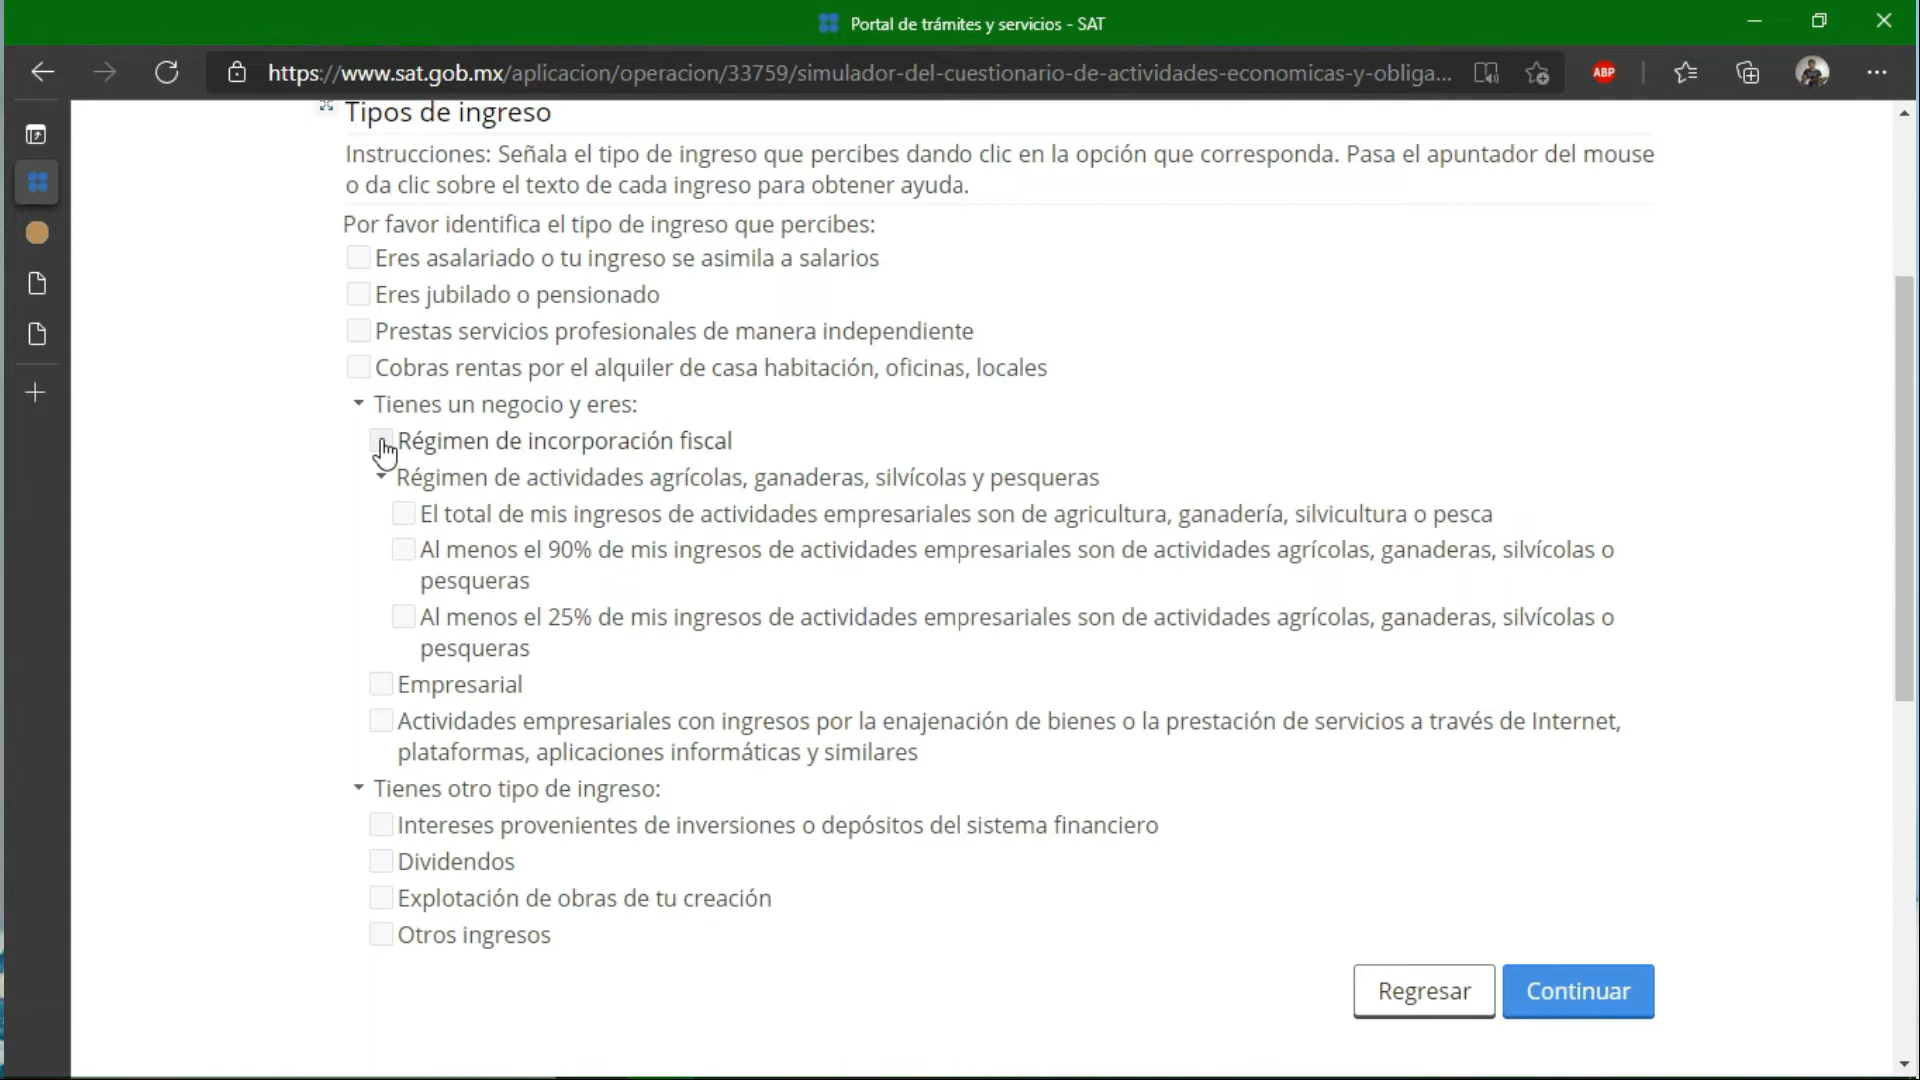 Portal de trámites y servicios - SAT
https://www.sat.gob.mx/aplicacion/operacion/33759/simulador-del-cuestionario-de-actividades-economicas-y-obliga...
ABP
Tipos de ingreso
Instrucciones: Señala el tipo de ingreso que percibes dando clic en la opción que corresponda. Pasa el apuntador del mouse
o da clic sobre el texto de cada ingreso para obtener ayuda.
Por favor identifica el tipo de ingreso que percibes:
Eres asalariado o tu ingreso se asimila a salarios
Eres jubilado o pensionado
Prestas servicios profesionales de manera independiente
Cobras rentas por el alquiler de casa habitación, oficinas, locales
Tienes un negocio y eres:
Régimen de incorporación fiscal
Régimen de actividades agrícolas, ganaderas, silvícolas y pesqueras
El total de mis ingresos de actividades empresariales son de agricultura, ganadería, silvicultura o pesca
Al menos el 90% de mis ingresos de actividades empresariales son de actividades agrícolas, ganaderas, silvícolas o
pesqueras
Al menos el 25% de mis ingresos de actividades empresariales son de actividades agrícolas, ganaderas, silvícolas o
pesqueras
Empresarial
Actividades empresariales con ingresos por la enajenación de bienes o la prestación de servicios a través de Internet,
plataformas, aplicaciones informáticas y similares
Tienes otro tipo de ingreso:
Intereses provenientes de inversiones o depósitos del sistema financiero
Dividendos
Explotación de obras de tu creación
Otros ingresos
Regresar
Continuar